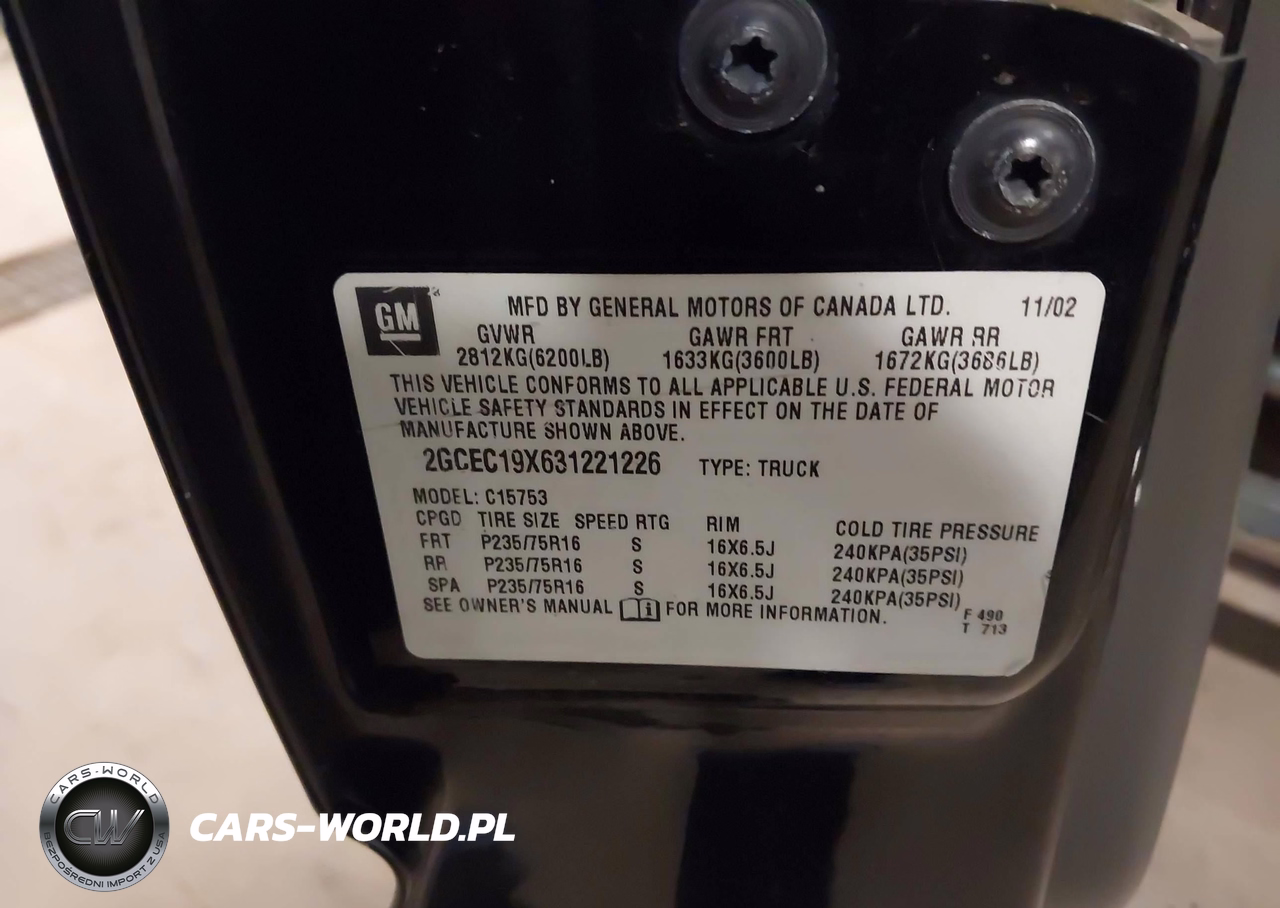 GM
MFD BY GENERAL MOTORS OF CANADA LTD. 11/02
GVWR GAWR FRT GAWR RR
2812KG(6200LB) 1633KG(3600LB) 1672KG(3686LB)
THIS VEHICLE CONFORMS TO ALL APPLICABLE U.S. FEDERAL MOTOR
VEHICLE SAFETY STANDARDS IN EFFECT ON THE DATE OF
MANUFACTURE SHOWN ABOVE.
2GCEC19X631221226 TYPE: TRUCK
MODEL: C15753
CPGD TIRE SIZE SPEED RTG RIM COLD TIRE PRESSURE
FRT P235/75R16 S 16X6.5J 240KPA(35PSI)
RR P235/75R16 S 16X6.5J 240KPA(35PSI)
SPA P235/75R16 S 16X6.5J 240KPA(35PSI)
SEE OWNER'S MANUAL FOR MORE INFORMATION.
F 490
T 713
CARS-WORLD
CW
BEZPOŚREDNI IMPORT Z USA
CARS-WORLD.PL